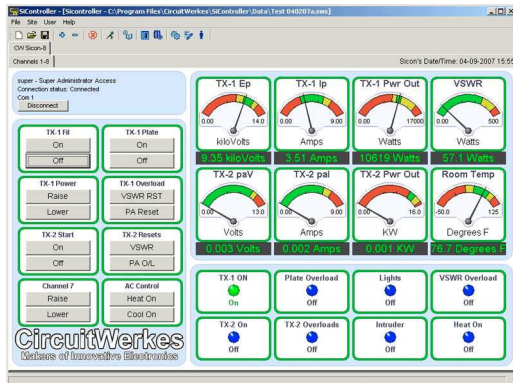 SiController - [Sicontroller - C:\Program Files\CircuitWerkes\SiController\Data\Test 040207a.sws]
File Site User Help
O/V Sicon-8
Channels 1-8
Sicon's Date/Time: 04-09-2007 15:55
super - Super Administrator Access
Connection status: Connected
Com 1
Disconnect
TX-1 Fil
On
Off
TX-1 Plate
On
Off
TX-1 Power
Raise
Lower
TX-1 Overload
VSWR RST
PA Reset
TX-2 Start
On
Off
TX-2 Resets
VSWR
PA O/L
Channel 7
Raise
Lower
AC Control
Heat On
Cool On
CircuitWerkes
Makers of Innovative Electronics
TX-1 Ep
0.00 14.0
kiloVolts
9.35 kiloVolts
TX-1 Ip
0.00 9.00
Amps
3.51 Amps
TX-1 Pwr Out
0.00 17000
Watts
10619 Watts
VSWR
0.00 500
Watts
57.1 Watts
TX-2 paV
0.00 13.0
Volts
0.003 Volts
TX-2 paI
0.00 9.00
Amps
0.002 Amps
TX-2 Pwr Out
0.00 16.0
KW
0.001 KW
Room Temp
-50.0 125
Degrees F
76.7 Degrees F
TX-1 ON
On
Plate Overload
Off
Lights
Off
VSWR Overload
Off
TX-2 On
Off
TX-2 Overloads
Off
Intruder
Off
Heat On
Off